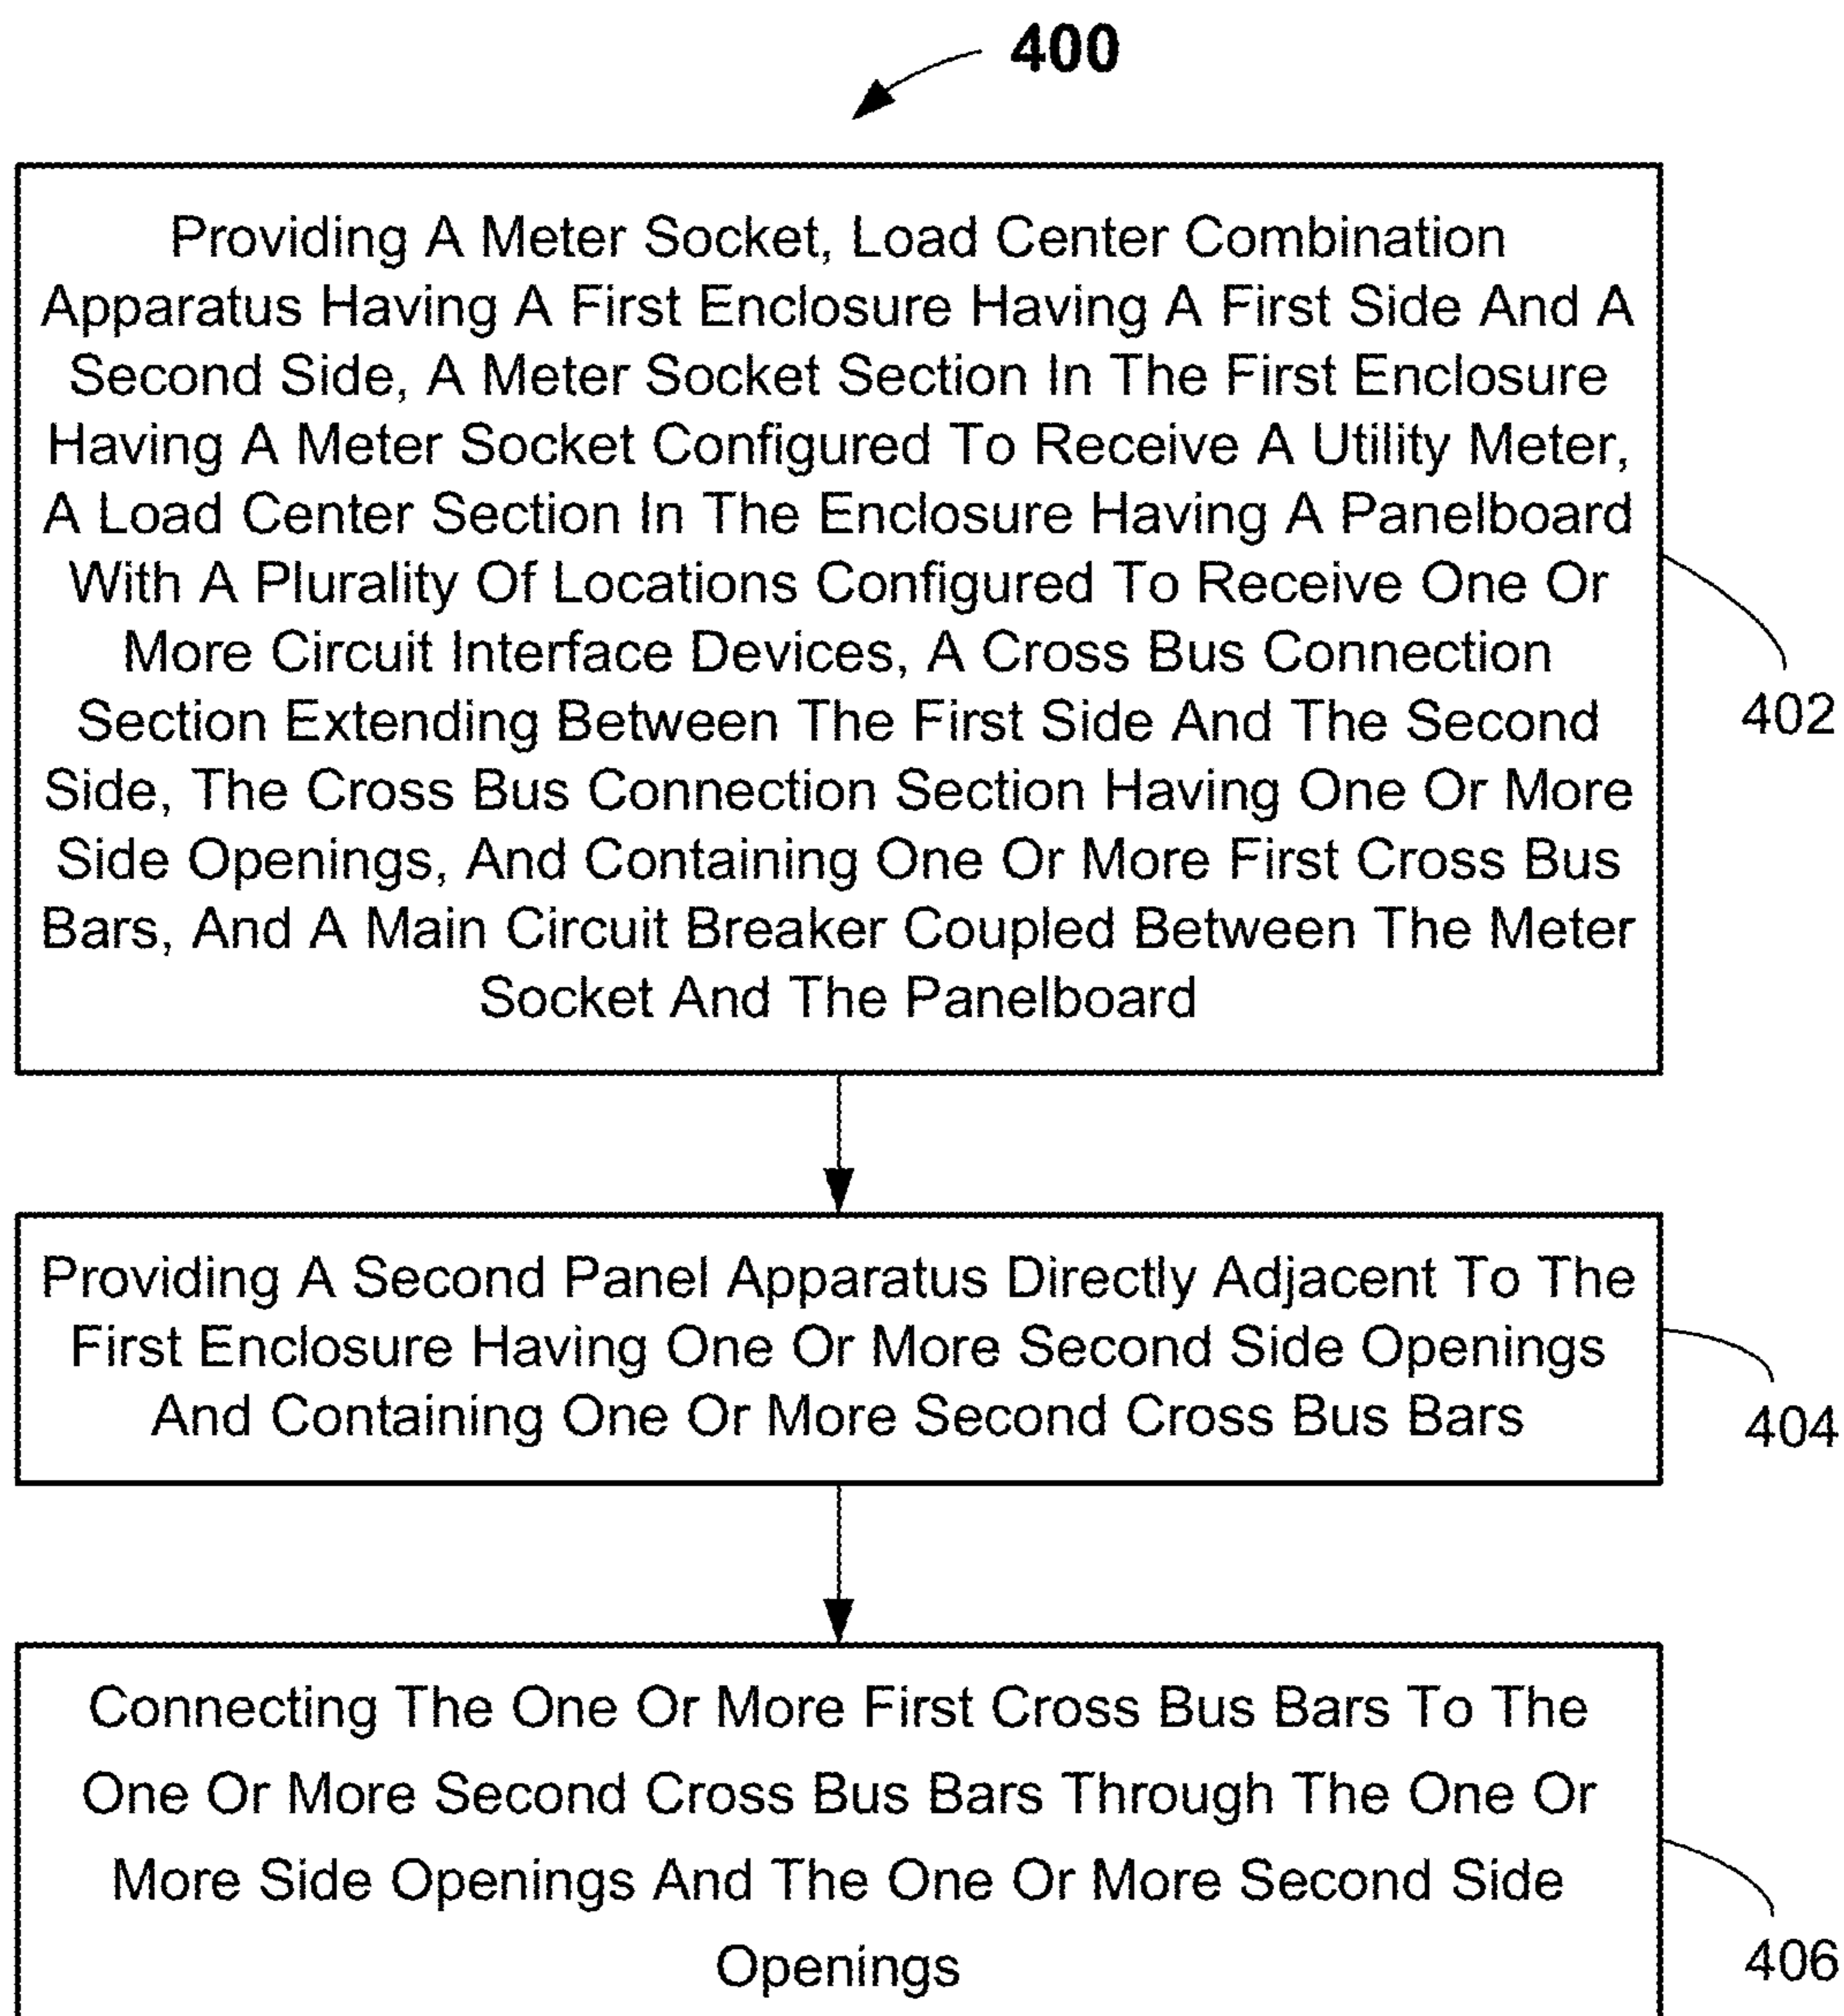 400
Providing A Meter Socket, Load Center Combination
Apparatus Having A First Enclosure Having A First Side And A
Second Side, A Meter Socket Section In The First Enclosure
Having A Meter Socket Configured To Receive A Utility Meter,
A Load Center Section In The Enclosure Having A Panelboard
With A Plurality Of Locations Configured To Receive One Or
More Circuit Interface Devices, A Cross Bus Connection
Section Extending Between The First Side And The Second
Side, The Cross Bus Connection Section Having One Or More
Side Openings, And Containing One Or More First Cross Bus
Bars, And A Main Circuit Breaker Coupled Between The Meter
Socket And The Panelboard
402
Providing A Second Panel Apparatus Directly Adjacent To The
First Enclosure Having One Or More Second Side Openings
And Containing One Or More Second Cross Bus Bars
404
Connecting The One Or More First Cross Bus Bars To The
One Or More Second Cross Bus Bars Through The One Or
More Side Openings And The One Or More Second Side
Openings
406